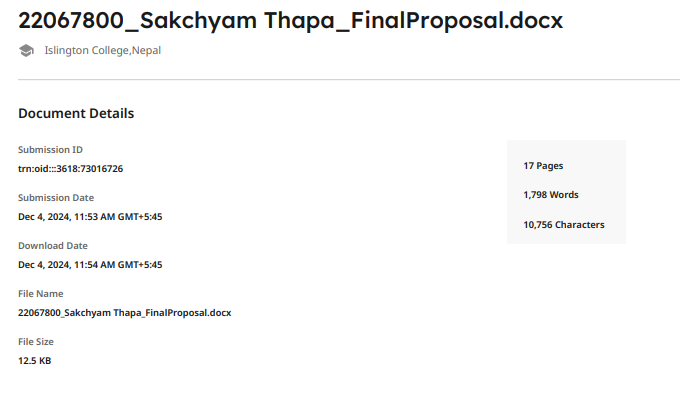 22067800_Sakchyam Thapa_FinalProposal.docx
Islington College,Nepal
Document Details
Submission ID
trn:oid:::3618:73016726
Submission Date
Dec 4, 2024, 11:53 AM GMT+5:45
Download Date
Dec 4, 2024, 11:54 AM GMT+5:45
File Name
22067800_Sakchyam Thapa_FinalProposal.docx
File Size
12.5 KB
17 Pages
1,798 Words
10,756 Characters